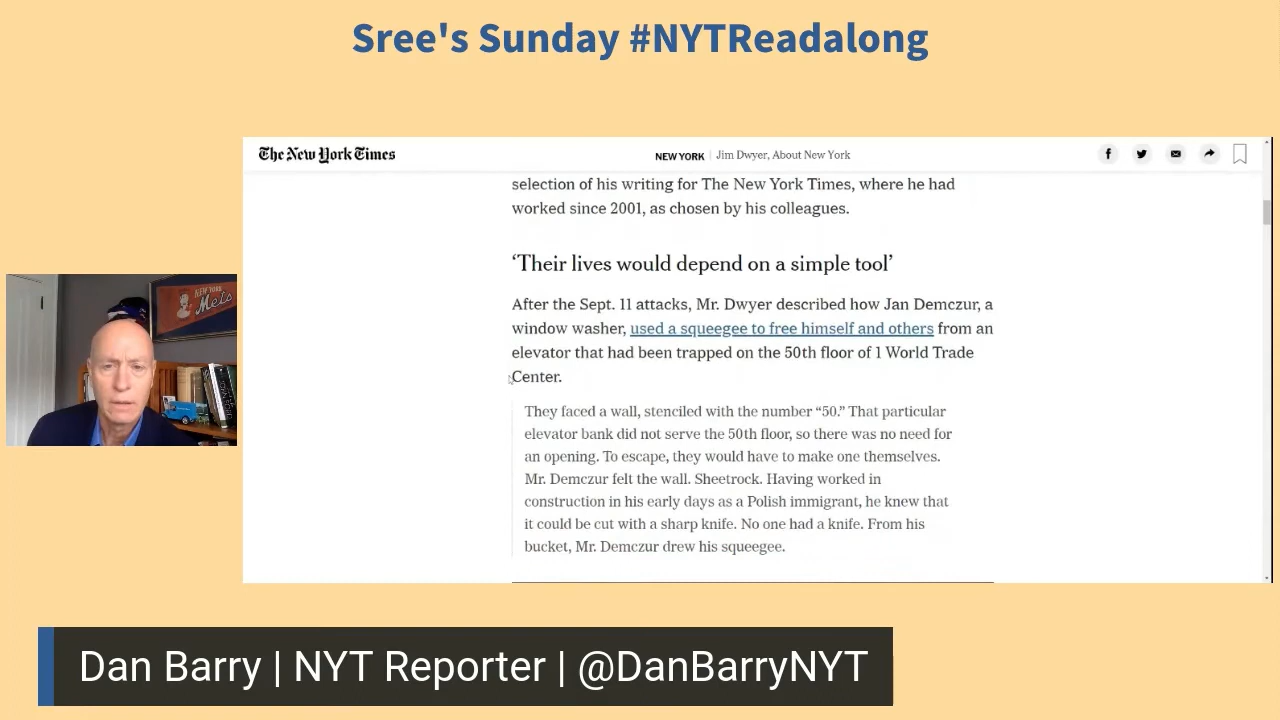 Sree's Sunday #NYTReadalong
The New York Times
NEW YORK | Jim Dwyer, About New York
selection of his writing for The New York Times, where he had
worked since 2001, as chosen by his colleagues.
‘Their lives would depend on a simple tool’
After the Sept. 11 attacks, Mr. Dwyer described how Jan Demczur, a
window washer, used a squeegee to free himself and others from an
elevator that had been trapped on the 50th floor of 1 World Trade
Center.
They faced a wall, stenciled with the number “50.” That particular
elevator bank did not serve the 50th floor, so there was no need for
an opening. To escape, they would have to make one themselves.
Mr. Demczur felt the wall. Sheetrock. Having worked in
construction in his early days as a Polish immigrant, he knew that
it could be cut with a sharp knife. No one had a knife. From his
bucket, Mr. Demczur drew his squeegee.
NEW YORK
Mets
Dan Barry | NYT Reporter | @DanBarryNYT